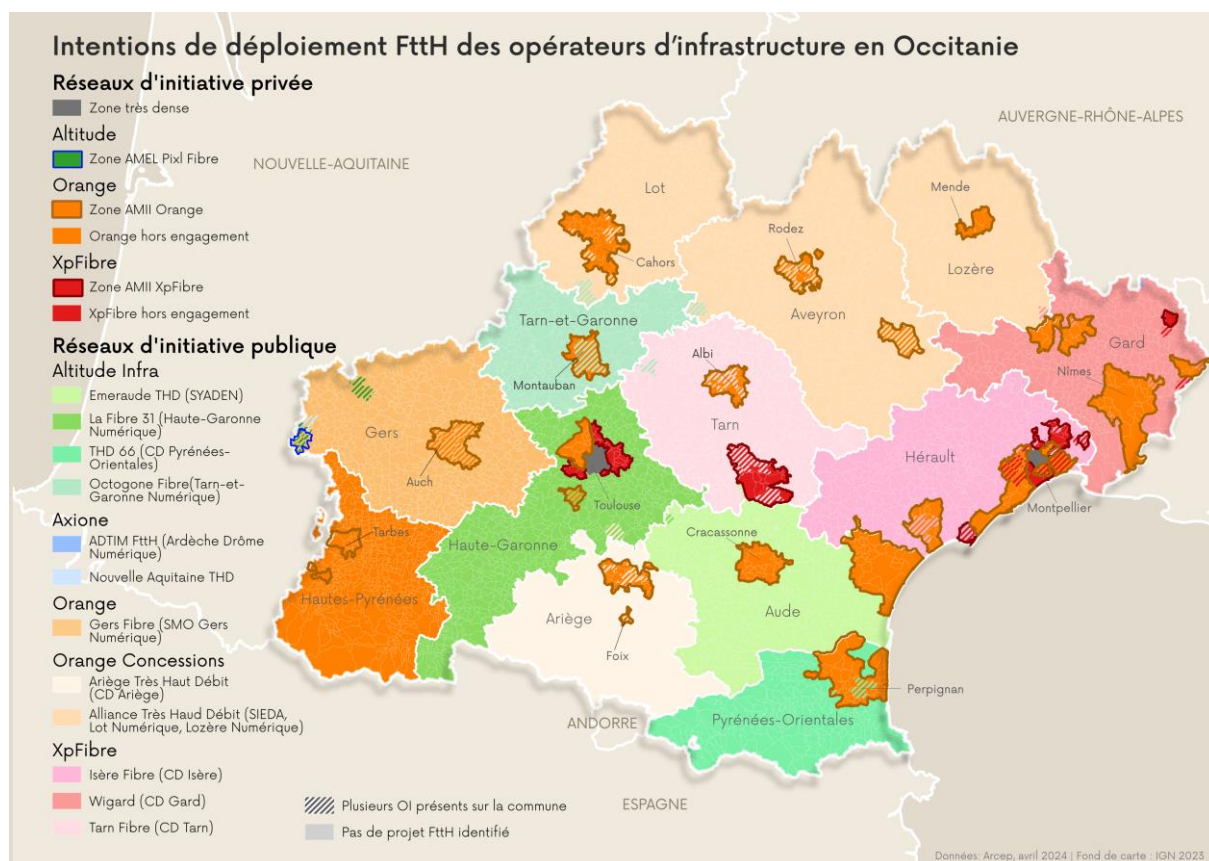 Intentions de déploiement FttH des opérateurs d'infrastructure en Occitanie
Réseaux d'initiative privée
Zone très dense
Altitude
Zone AMEL Pixl Fibre
Orange
Zone AMII Orange
Orange hors engagement
XpFibre
Zone AMII XpFibre
XpFibre hors engagement
Réseaux d'initiative publique
Altitude Infra
Emeraude THD (SYADEN)
La Fibre 31 (Haute-Garonne
Numérique)
THD 66 (CD Pyrénées-
Orientales)
Octogone Fibre(Tarn-et-
Garonne Numérique)
Axione
ADTIM FttH (Ardèche Drôme
Numérique)
Nouvelle Aquitaine THD
Orange
Gers Fibre (SMO Gers
Numérique)
Orange Concessions
Ariège Très Haut Débit
(CD Ariège)
Alliance Très Haud Débit (SIEDA,
Lot Numérique, Lozère Numérique)
XpFibre
Isère Fibre (CD Isère)
Wigard (CD Gard)
Tarn Fibre (CD Tarn)
Plusieurs OI présents sur la commune
Pas de projet FttH identifié
AUVERGNE-RHÔNE-ALPES
NOUVELLE-AQUITAINE
Lot
Mende
Rodez
Cahors
Lozère
Tarn-et-Garonne
Aveyron
Gard
Albi
Nîmes
Montauban
Gers
Tarn
Hérault
Auch
Toulouse
Montpellier
Tarbes
Cracassonne
Haute-Garonne
Hautes-Pyrénées
Ariège
Aude
Foix
Perpignan
Pyrénées-Orientales
ANDORRE
ESPAGNE
Données: Arcep, avril 2024 | Fond de carte : IGN 2023